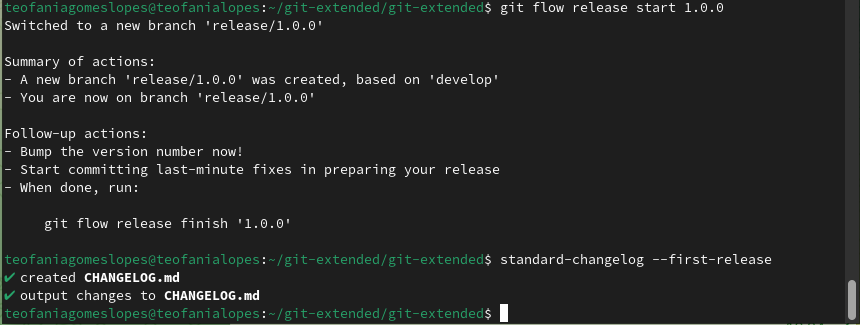 teofaniagomeslopes@teofanialopes:~/git-extended/git-extended$ git flow release start 1.0.0
Switched to a new branch 'release/1.0.0'
Summary of actions:
- A new branch 'release/1.0.0' was created, based on 'develop'
- You are now on branch 'release/1.0.0'
Follow-up actions:
- Bump the version number now!
- Start committing last-minute fixes in preparing your release
- When done, run:
git flow release finish '1.0.0'
teofaniagomeslopes@teofanialopes:~/git-extended/git-extended$ standard-changelog --first-release
✔ created CHANGELOG.md
✔ output changes to CHANGELOG.md
teofaniagomeslopes@teofanialopes:~/git-extended/git-extended$